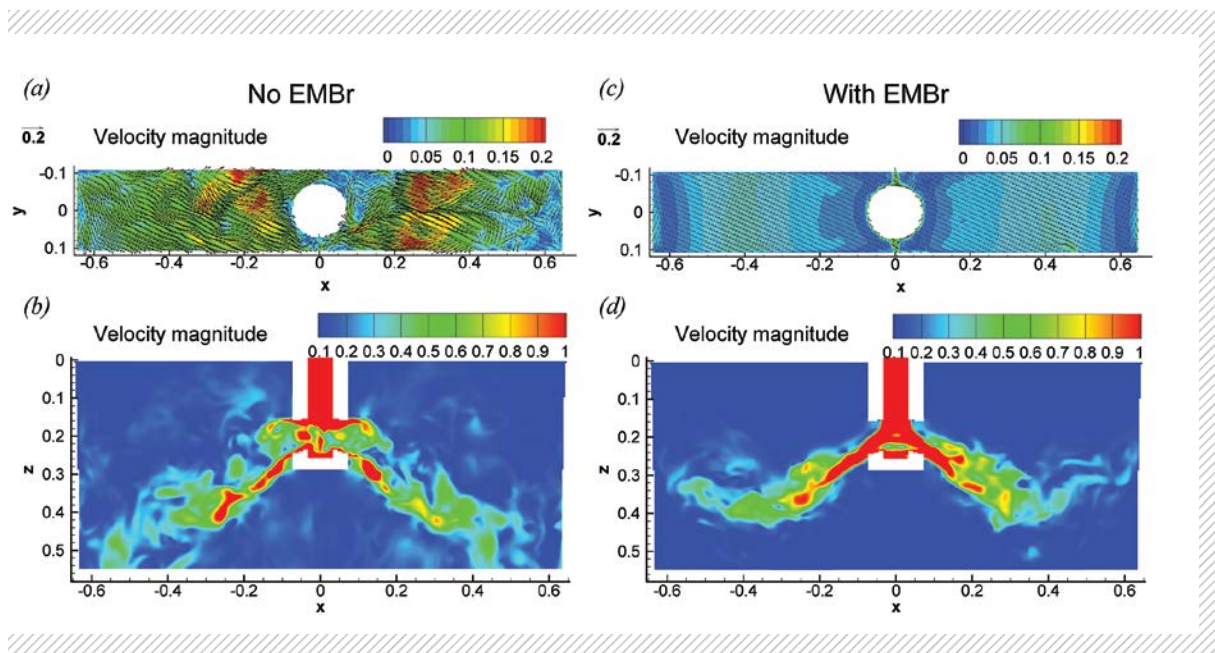 (a) No EMBr
0.2 Velocity magnitude
0 0.05 0.1 0.15 0.2
-0.1
y 0
0.1
-0.6 -0.4 -0.2 0 0.2 0.4 0.6
x
(b)
Velocity magnitude
0.1 0.2 0.3 0.4 0.5 0.6 0.7 0.8 0.9 1
0
0.1
0.2
z 0.3
0.4
0.5
-0.6 -0.4 -0.2 0 0.2 0.4 0.6
x
(c) With EMBr
0.2 Velocity magnitude
0 0.05 0.1 0.15 0.2
-0.1
y 0
0.1
-0.6 -0.4 -0.2 0 0.2 0.4 0.6
x
(d)
Velocity magnitude
0.1 0.2 0.3 0.4 0.5 0.6 0.7 0.8 0.9 1
0
0.1
0.2
z 0.3
0.4
0.5
-0.6 -0.4 -0.2 0 0.2 0.4 0.6
x